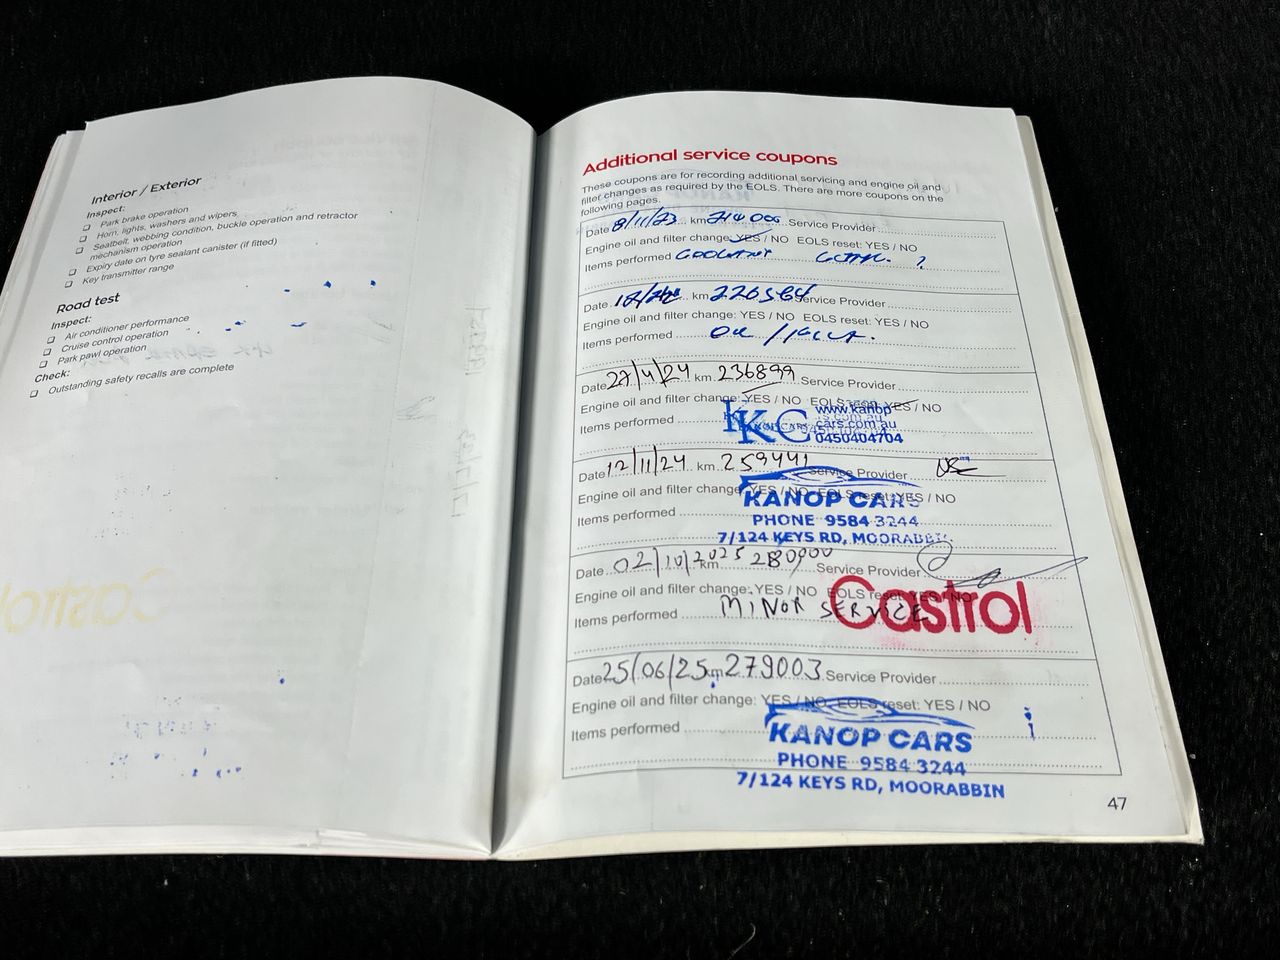 Interior / Exterior
Inspect:
❑ Park brake operation
❑ Horn, lights, washers and wipers
❑ Seatbelt, webbing condition, buckle operation and retractor
mechanism operation
❑ Expiry date on tyre sealant canister (if fitted)
❑ Key transmitter range
Road test
Inspect:
❑ Air conditioner performance
❑ Cruise control operation
❑ Park pawl operation
Check:
❑ Outstanding safety recalls are complete
Additional service coupons
These coupons are for recording additional servicing and engine oil and
filter changes as required by the EOLS. There are more coupons on the
following pages.
Date 8/11/23 km 214000 Service Provider
Engine oil and filter change: YES / NO EOLS reset: YES / NO
Items performed COOLANT ?
Date km 226564 Service Provider
Engine oil and filter change: YES / NO EOLS reset: YES / NO
Items performed OIL /
Date 27/4/24 km 236899 Service Provider
Engine oil and filter change: YES / NO EOLS YES / NO
Items performed
KC
www.kanop
cars.com.au
0450404704
Date 12/11/24 km 259441 Service Provider
Engine oil and filter change YES / NO EOLS reset YES / NO
Items performed
KANOP CARS
PHONE 9584 3244
7/124 KEYS RD, MOORABBIN
Date 02/10/2025 km 280900 Service Provider
Engine oil and filter change: YES / NO EOLS reset: YES / NO
Items performed MINOR SERVICE
Castrol
Date 25/06/25 km 279003 Service Provider
Engine oil and filter change: YES / NO EOLS reset: YES / NO
Items performed
KANOP CARS
PHONE 9584 3244
7/124 KEYS RD, MOORABBIN
47